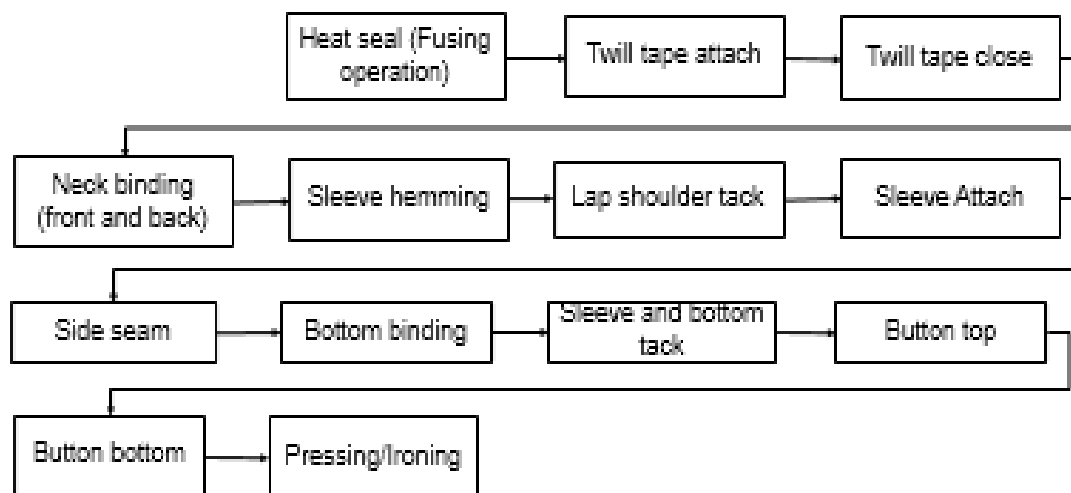 Heat seal (Fusing
operation)
Twill tape attach
Twill tape close
Neck binding
(front and back)
Sleeve hemming
Lap shoulder tack
Sleeve Attach
Side seam
Bottom binding
Sleeve and bottom
tack
Button top
Button bottom
Pressing/Ironing